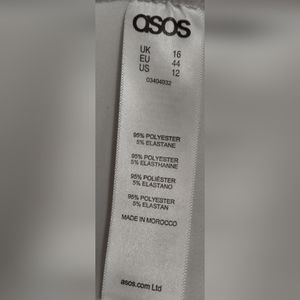 asos
UK 16
EU 44
US 12
03404932
95% POLYESTER
5% ELASTANE
95% POLYESTER
5% ELASTHANNE
95% POLIÉSTER
5% ELASTANO
95% POLYESTER
5% ELASTAN
MADE IN MOROCCO
asos.com Ltd